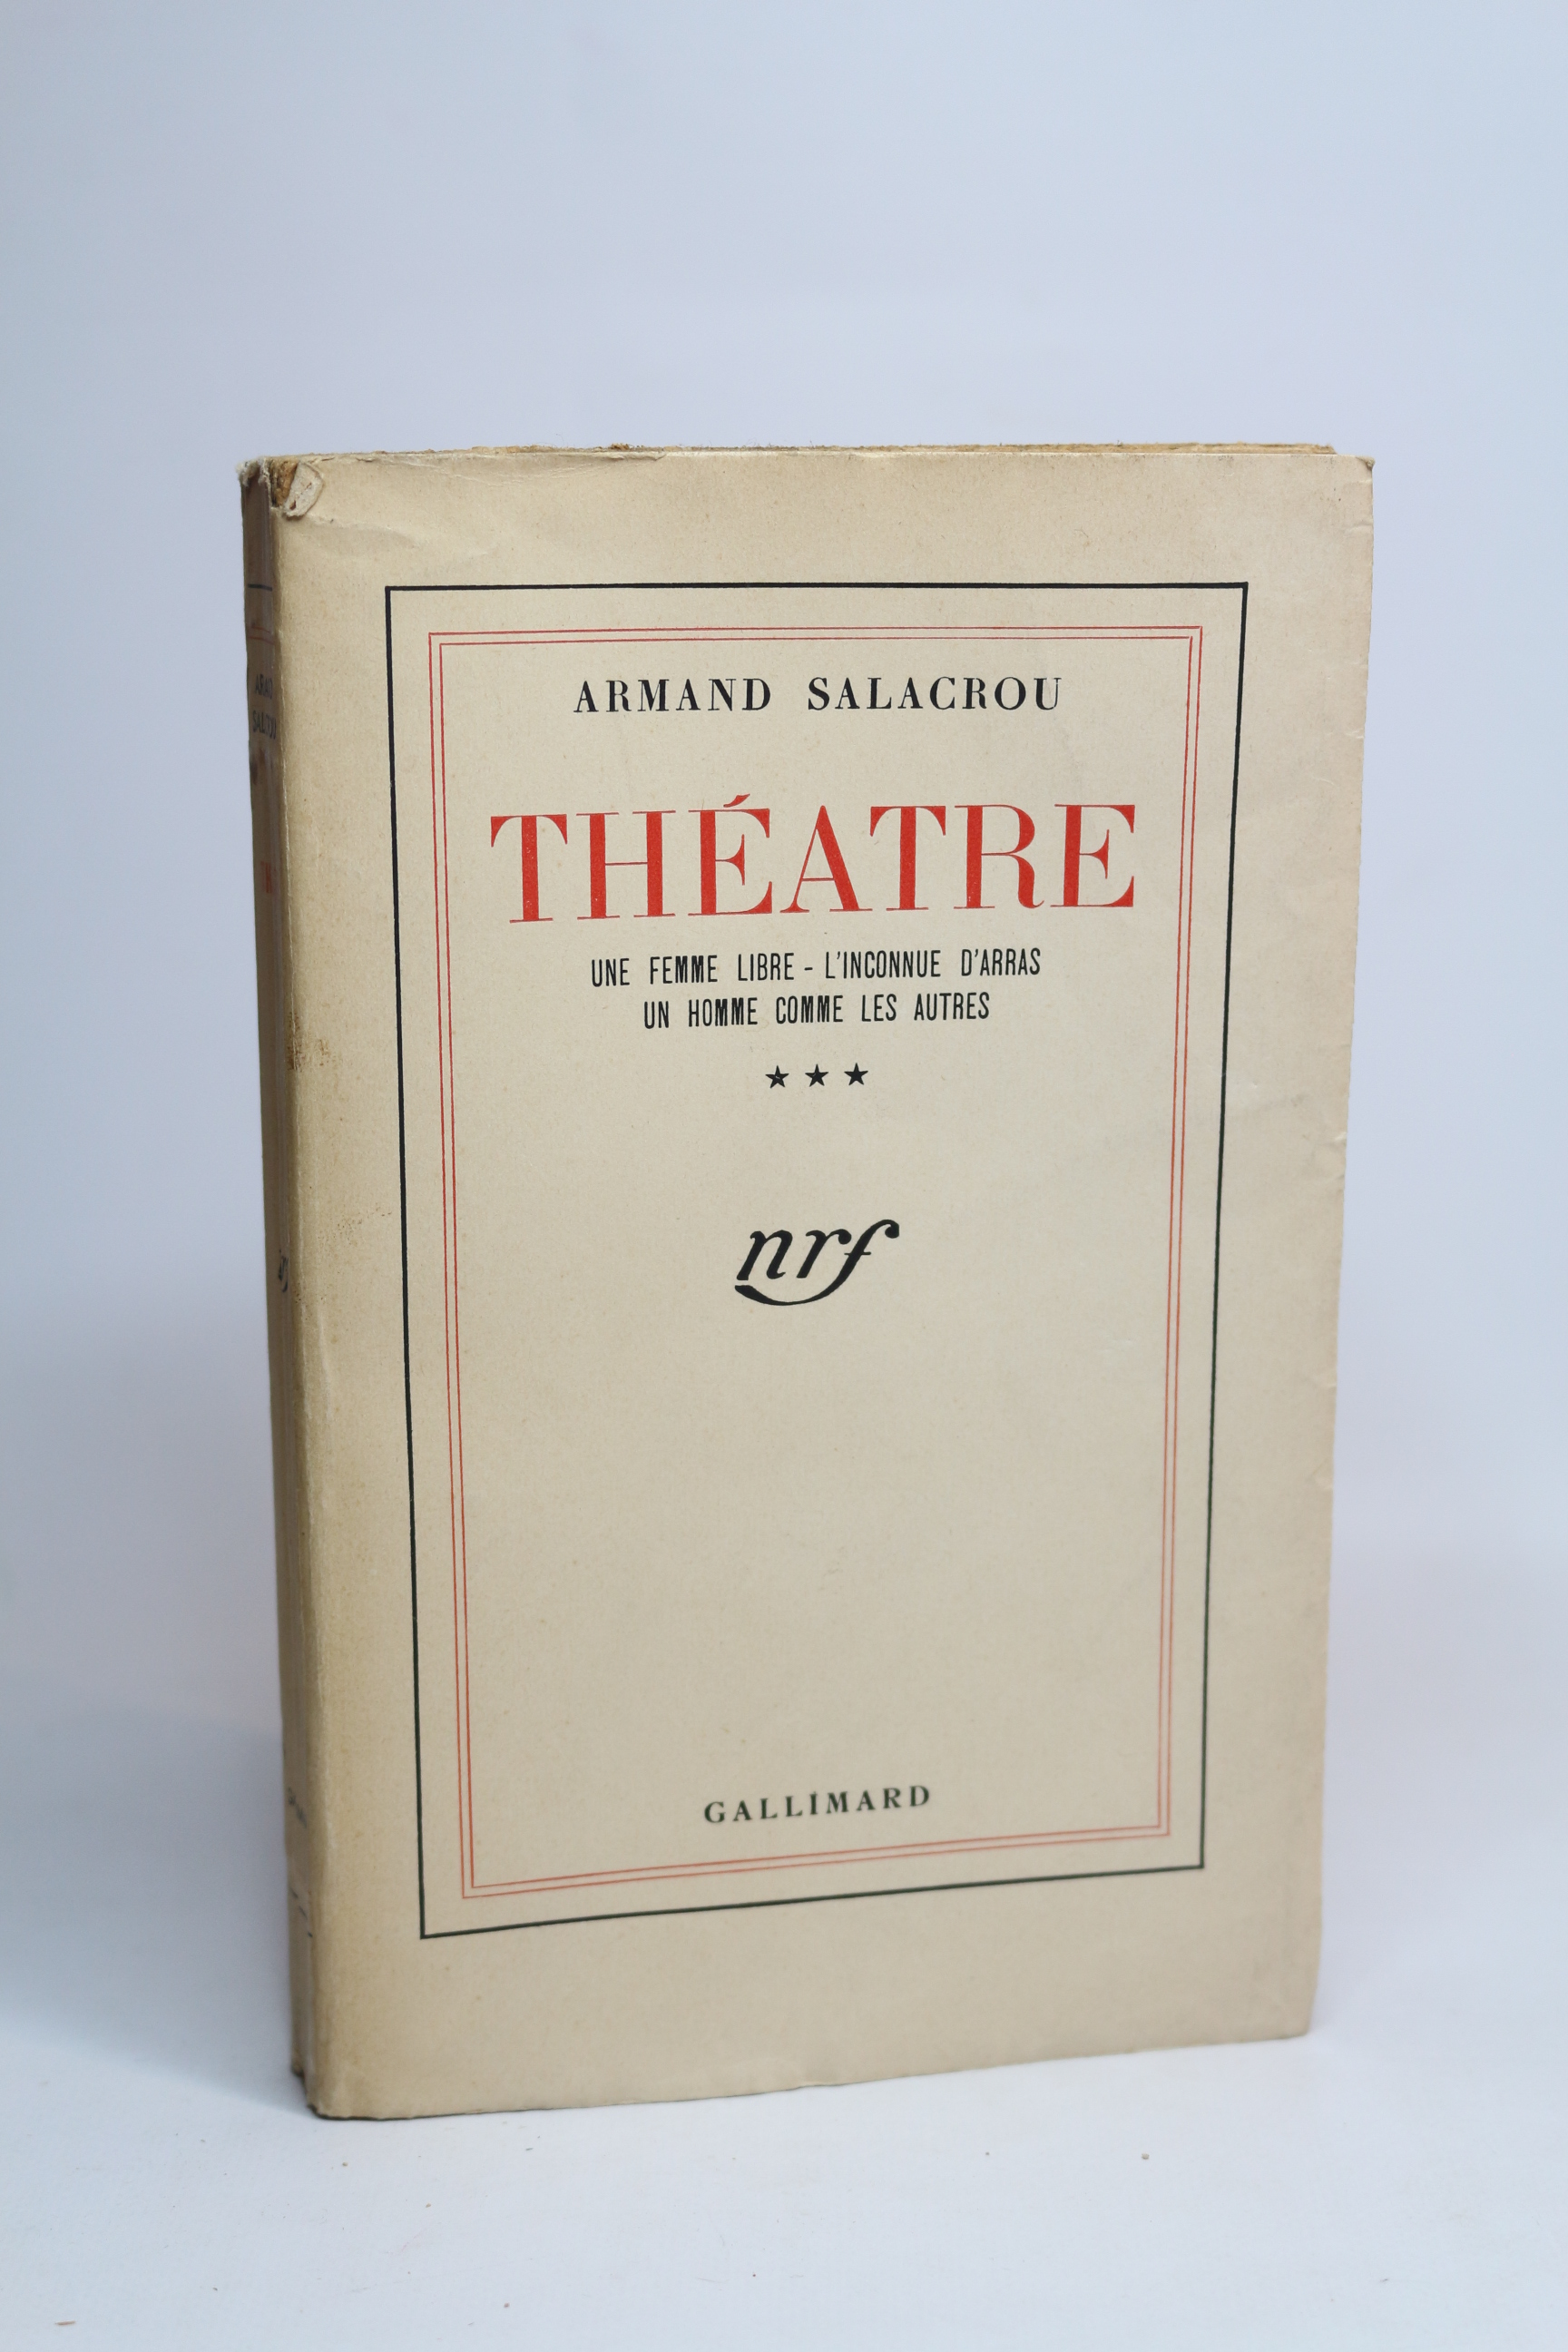 ARMAND SALACROU
THÉATRE
UNE FEMME LIBRE - L'INCONNUE D'ARRAS
UN HOMME COMME LES AUTRES
★ ★ ★
nrf
GALLIMARD